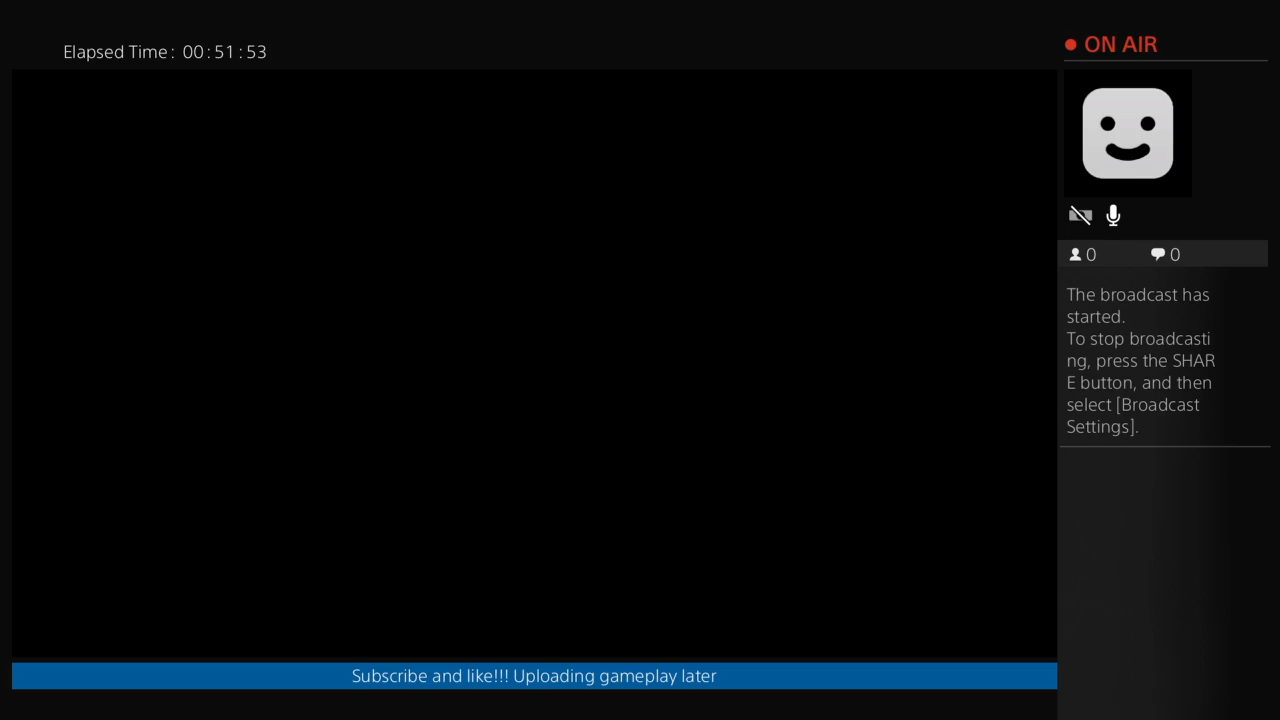 Elapsed Time: 00:51:53
ON AIR
0
0
The broadcast has
started.
To stop broadcasti
ng, press the SHAR
E button, and then
select [Broadcast
Settings].
Subscribe and like!!! Uploading gameplay later